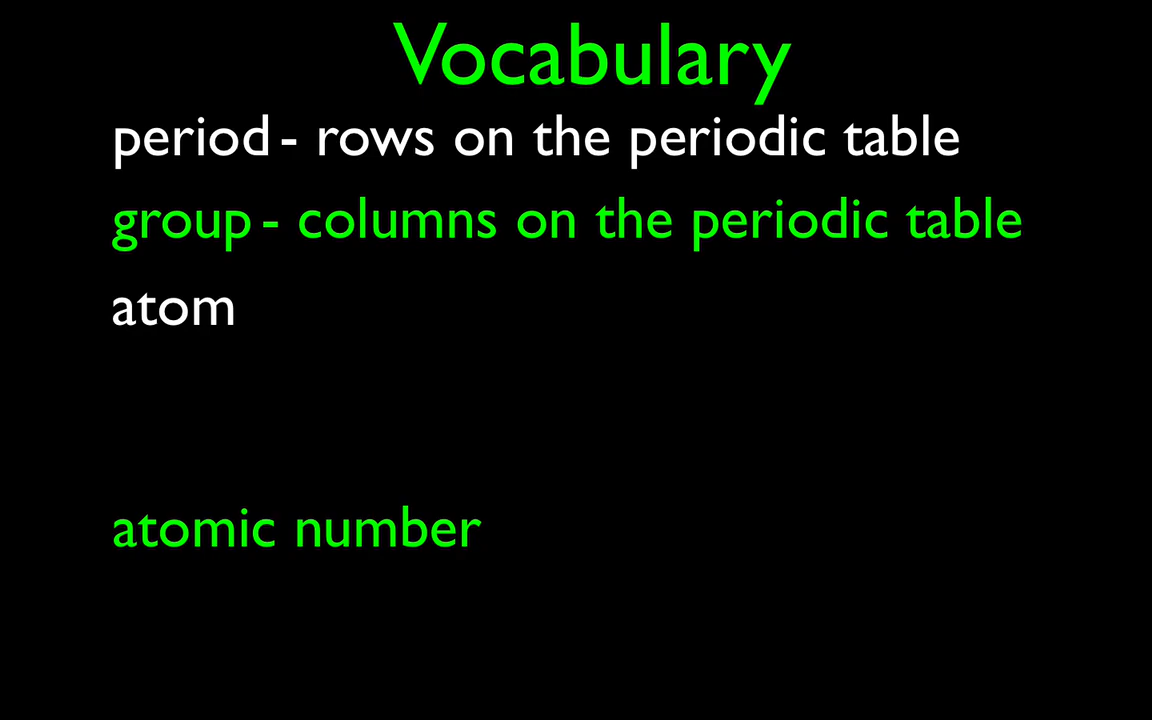 Vocabulary
period - rows on the periodic table
group - columns on the periodic table
atom
atomic number